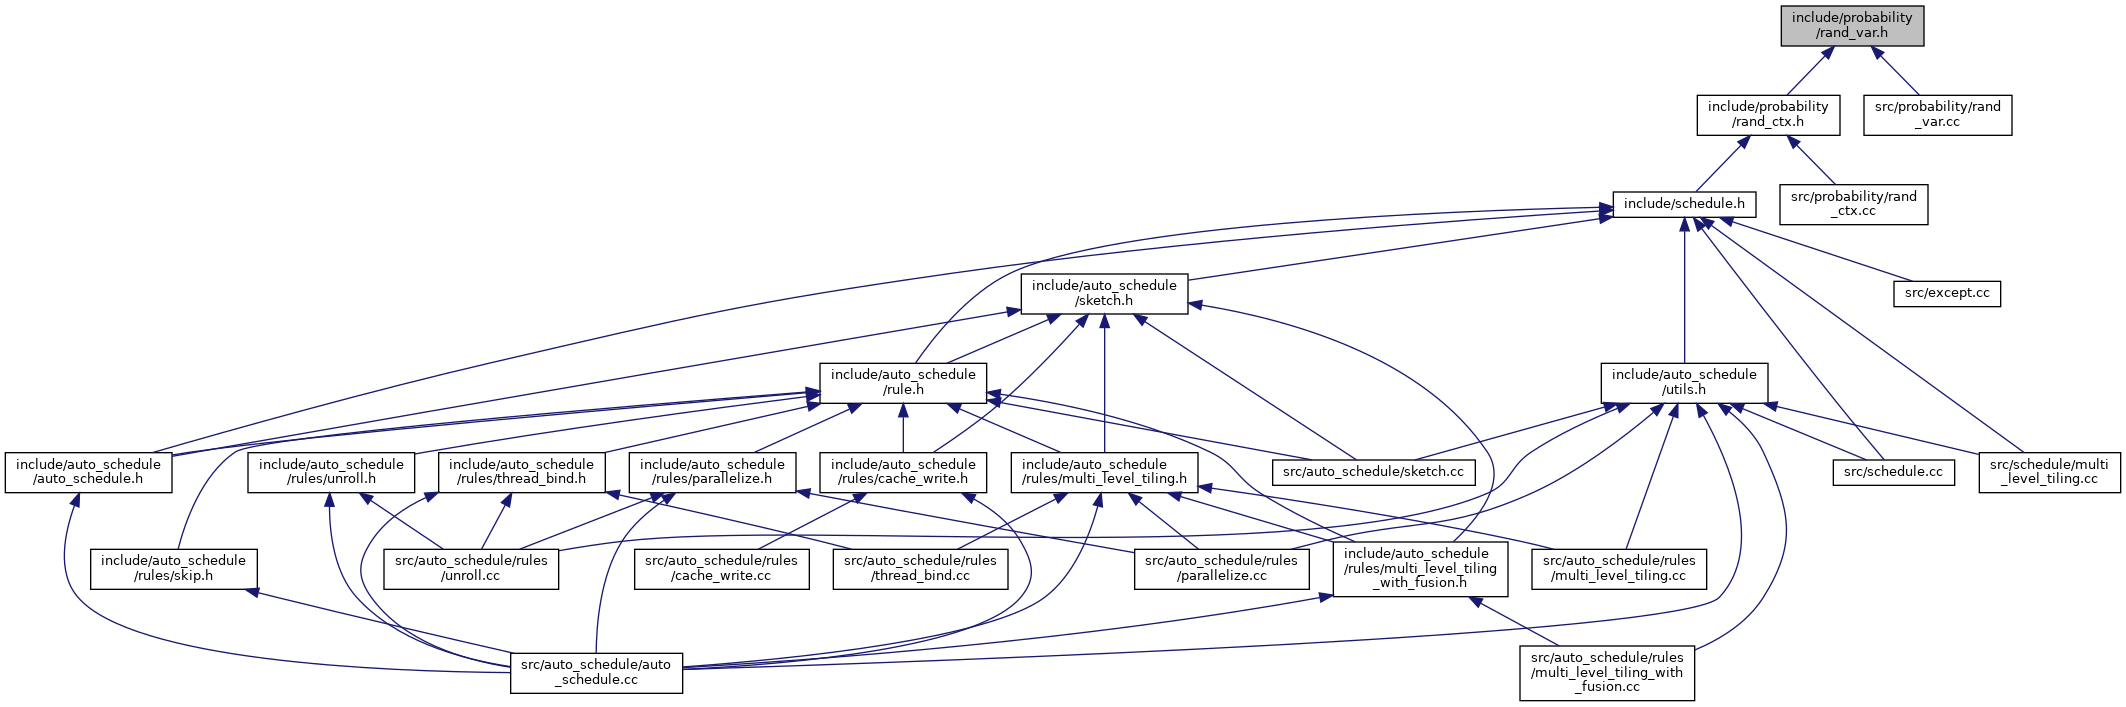 include/probability
/rand_var.h
include/probability
/rand_ctx.h
src/probability/rand
_var.cc
include/schedule.h
src/probability/rand
_ctx.cc
include/auto_schedule
/sketch.h
src/except.cc
include/auto_schedule
/rule.h
include/auto_schedule
/utils.h
include/auto_schedule
/auto_schedule.h
include/auto_schedule
/rules/unroll.h
include/auto_schedule
/rules/thread_bind.h
include/auto_schedule
/rules/parallelize.h
include/auto_schedule
/rules/cache_write.h
include/auto_schedule
/rules/multi_level_tiling.h
src/auto_schedule/sketch.cc
src/schedule.cc
src/schedule/multi
_level_tiling.cc
include/auto_schedule
/rules/skip.h
src/auto_schedule/rules
/unroll.cc
src/auto_schedule/rules
/cache_write.cc
src/auto_schedule/rules
/thread_bind.cc
src/auto_schedule/rules
/parallelize.cc
include/auto_schedule
/rules/multi_level_tiling
_with_fusion.h
src/auto_schedule/rules
/multi_level_tiling.cc
src/auto_schedule/auto
_schedule.cc
src/auto_schedule/rules
/multi_level_tiling_with
_fusion.cc